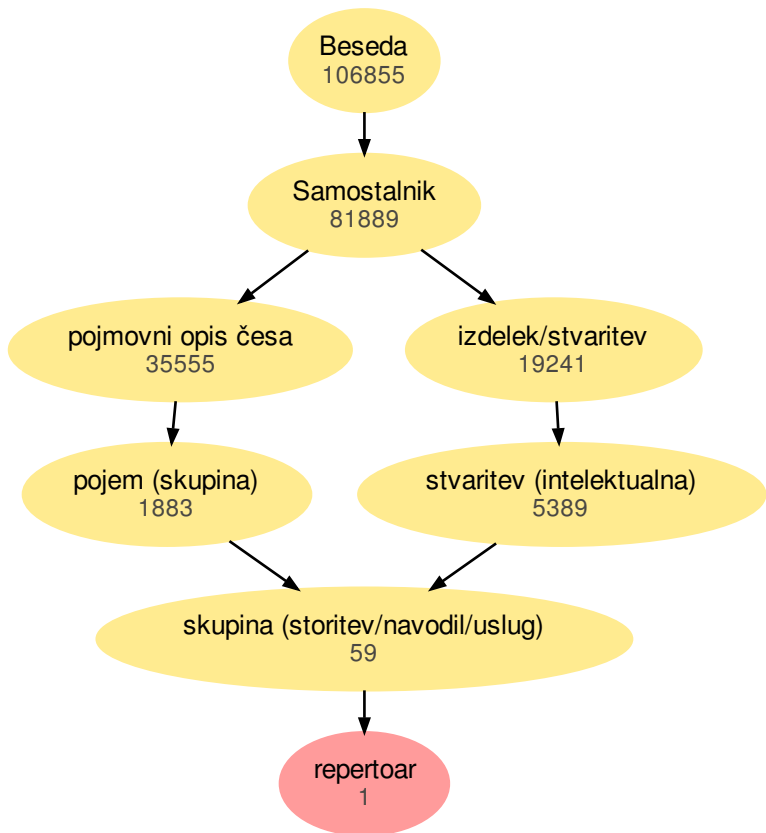 Beseda
106855
Samostalnik
81889
pojmovni opis česa
35555
izdelek/stvaritev
19241
pojem (skupina)
1883
stvaritev (intelektualna)
5389
skupina (storitev/navodil/uslug)
59
repertoar
1